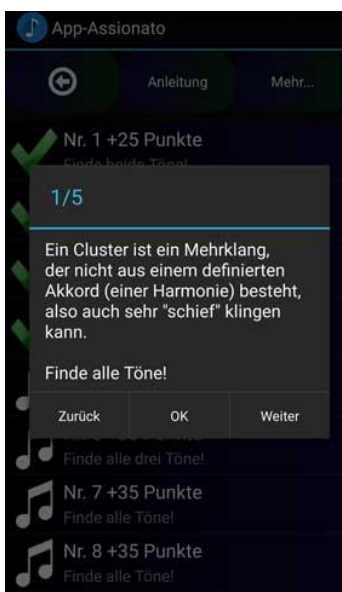 App-Assionato
Anleitung
Mehr...
Nr. 1 +25 Punkte
Finde beide Töne!
1/5
Ein Cluster ist ein Mehrklang,
der nicht aus einem definierten
Akkord (einer Harmonie) besteht,
also auch sehr "schief" klingen
kann.
Finde alle Töne!
Zurück
OK
Weiter
Finde alle drei Töne!
Nr. 7 +35 Punkte
Finde alle Töne!
Nr. 8 +35 Punkte
Finde alle Töne!